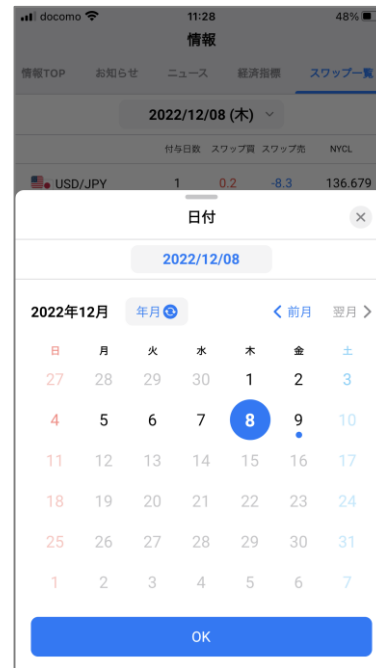 docomo 11:28 48%
情報
情報TOP お知らせ ニュース 経済指標 スワップ一覧
2022/12/08 (木)
付与日数 スワップ買 スワップ売 NYCL
USD/JPY 1 0.2 -8.3 136.679
日付
2022/12/08
2022年12月 年月 前月 翌月
日 月 火 水 木 金 土
27 28 29 30 1 2 3
4 5 6 7 8 9 10
11 12 13 14 15 16 17
18 19 20 21 22 23 24
25 26 27 28 29 30 31
1 2 3 4 5 6 7
OK